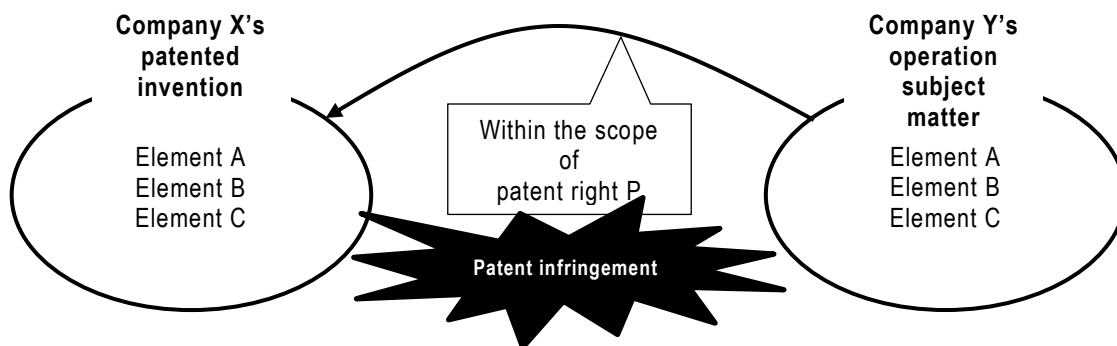 Company X’s
patented
invention
Element A
Element B
Element C
Within the scope
of
patent right P
Patent infringement
Company Y’s
operation
subject
matter
Element A
Element B
Element C